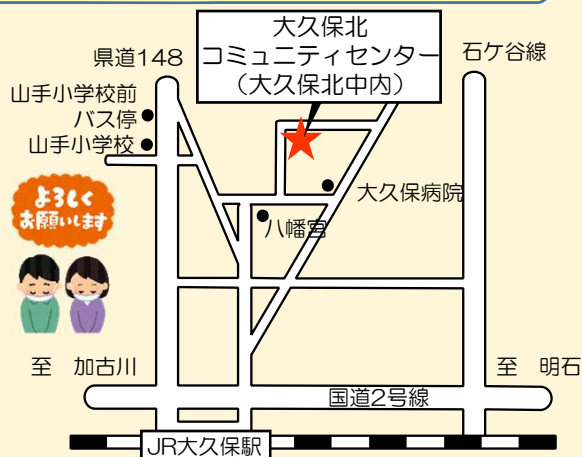 大久保北
コミュニティセンター
（大久保北中内）
県道148
石ケ谷線
山手小学校前
バス停
山手小学校
大久保病院
八幡宮
よろしく
お願いします
至　加古川
至　明石
国道2号線
JR大久保駅